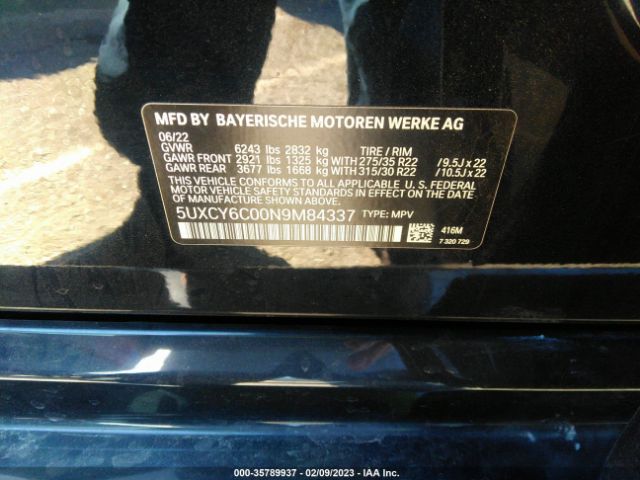 MFD BY BAYERISCHE MOTOREN WERKE AG
06/22
GVWR 6243 lbs 2832 kg TIRE / RIM
GAWR FRONT 2921 lbs 1325 kg WITH 275/35 R22 / 9.5J x 22
GAWR REAR 3677 lbs 1668 kg WITH 315/30 R22 / 10.5J x 22
THIS VEHICLE CONFORMS TO ALL APPLICABLE U. S. FEDERAL
MOTOR VEHICLE SAFETY STANDARDS IN EFFECT ON THE DATE
OF MANUFACTURE SHOWN ABOVE.
5UXCY6C00N9M84337 TYPE: MPV
416M
7 320 729
000-35789937 - 02/09/2023 - IAA Inc.